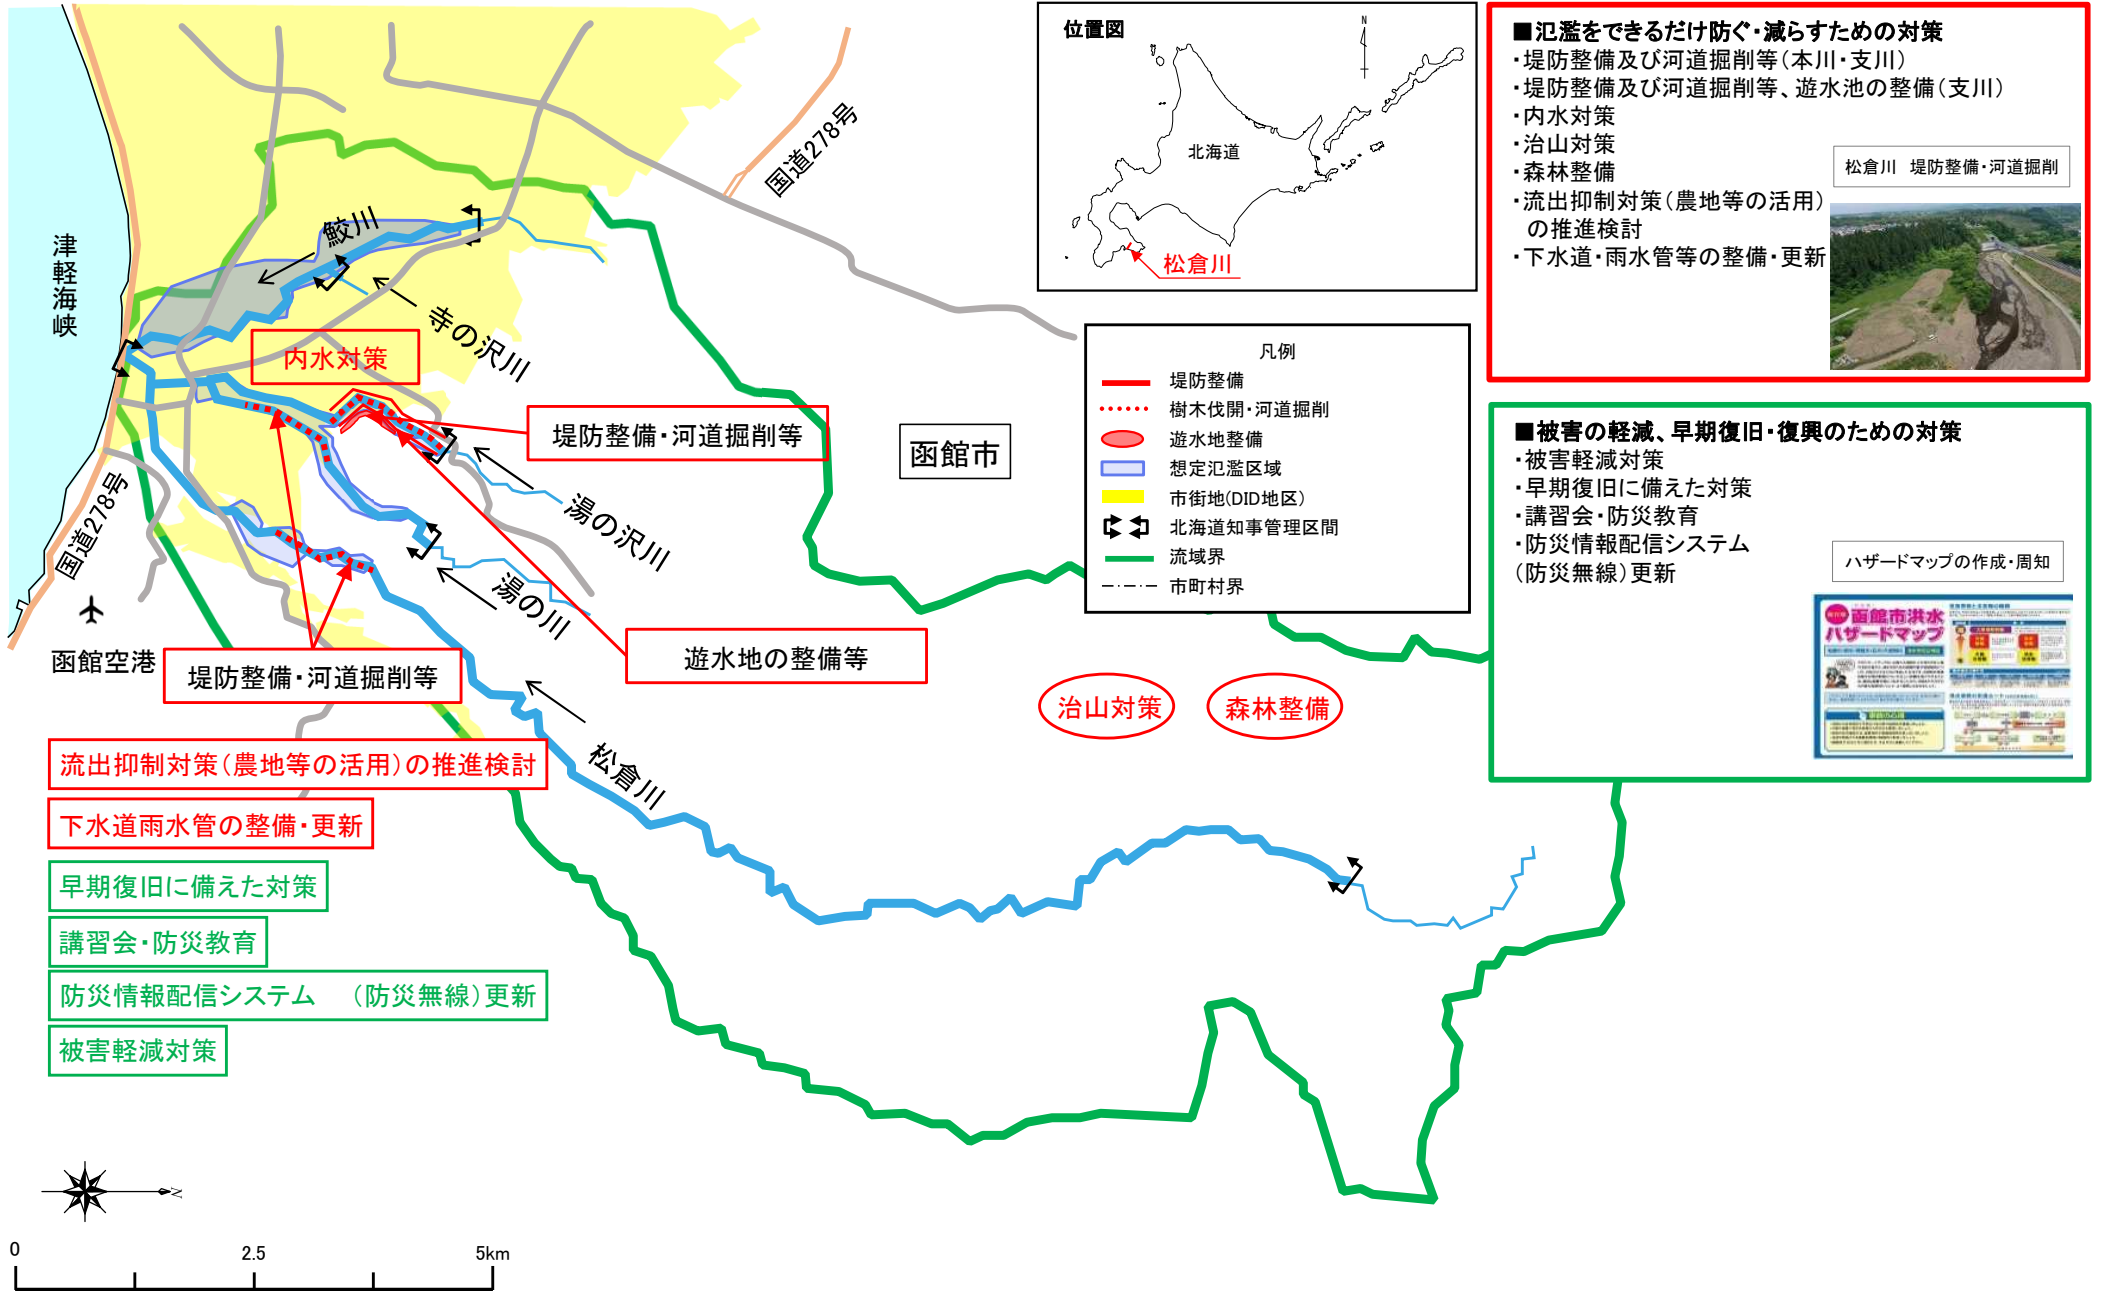 位置図
N
北海道
松倉川
■氾濫をできるだけ防ぐ・減らすための対策
・堤防整備及び河道掘削等(本川・支川)
・堤防整備及び河道掘削等、遊水池の整備(支川)
・内水対策
・治山対策
・森林整備
・流出抑制対策(農地等の活用)
の推進検討
・下水道・雨水管等の整備・更新
松倉川 堤防整備・河道掘削
■被害の軽減、早期復旧・復興のための対策
・被害軽減対策
・早期復旧に備えた対策
・講習会・防災教育
・防災情報配信システム
(防災無線)更新
ハザードマップの作成・周知
函館市洪水
ハザードマップ
凡例
堤防整備
樹木伐開・河道掘削
遊水地整備
想定氾濫区域
市街地(DID地区)
北海道知事管理区間
流域界
市町村界
国道278号
津軽海峡
鮫川
寺の沢川
内水対策
堤防整備・河道掘削等
函館市
湯の沢川
国道278号
湯の川
函館空港
堤防整備・河道掘削等
遊水地の整備等
治山対策
森林整備
松倉川
流出抑制対策(農地等の活用)の推進検討
下水道雨水管の整備・更新
早期復旧に備えた対策
講習会・防災教育
防災情報配信システム (防災無線)更新
被害軽減対策
N
0 2.5 5km